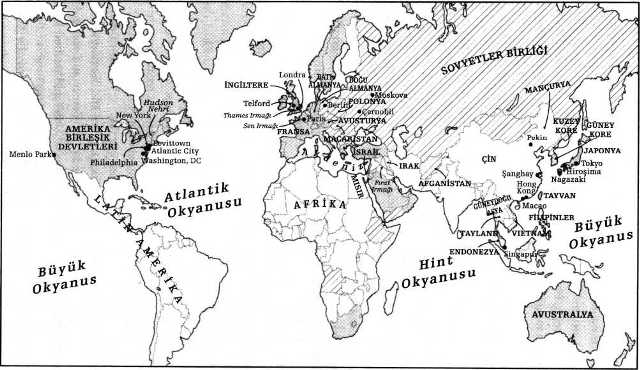 SOVYETLER BİRLİĞİ
Londra
BATI
ALMANYA
DOĞU
ALMANYA
İNGİLTERE
Moskova
Berlin
POLONYA
Çernobil
Telford
Thames Irmağı
Sen Irmağı
Paris
AVUSTURYA
FRANSA
MACARİSTAN
İSRAİL
Akdeniz
IRAK
MISIR
Fırat
Irmağı
AFGANİSTAN
MANÇURYA
KUZEY
KORE
GÜNEY
KORE
Pekin
JAPONYA
Tokyo
Hiroşima
Nagazaki
ÇİN
Şanghay
Hong
Kong
Macao
TAYVAN
GÜNEYDOĞU
ASYA
FİLİPİNLER
TAYLAND
VİETNAM
ENDONEZYA
Singapur
Hudson
Nehri
New York
AMERİKA
BİRLEŞİK
DEVLETLERİ
Levittown
Atlantic City
Menlo Park
Philadelphia
Washington, DC
LATİN AMERİKA
Atlantik
Okyanusu
AFRİKA
Büyük
Okyanus
Hint
Okyanusu
Büyük
Okyanus
AVUSTRALYA